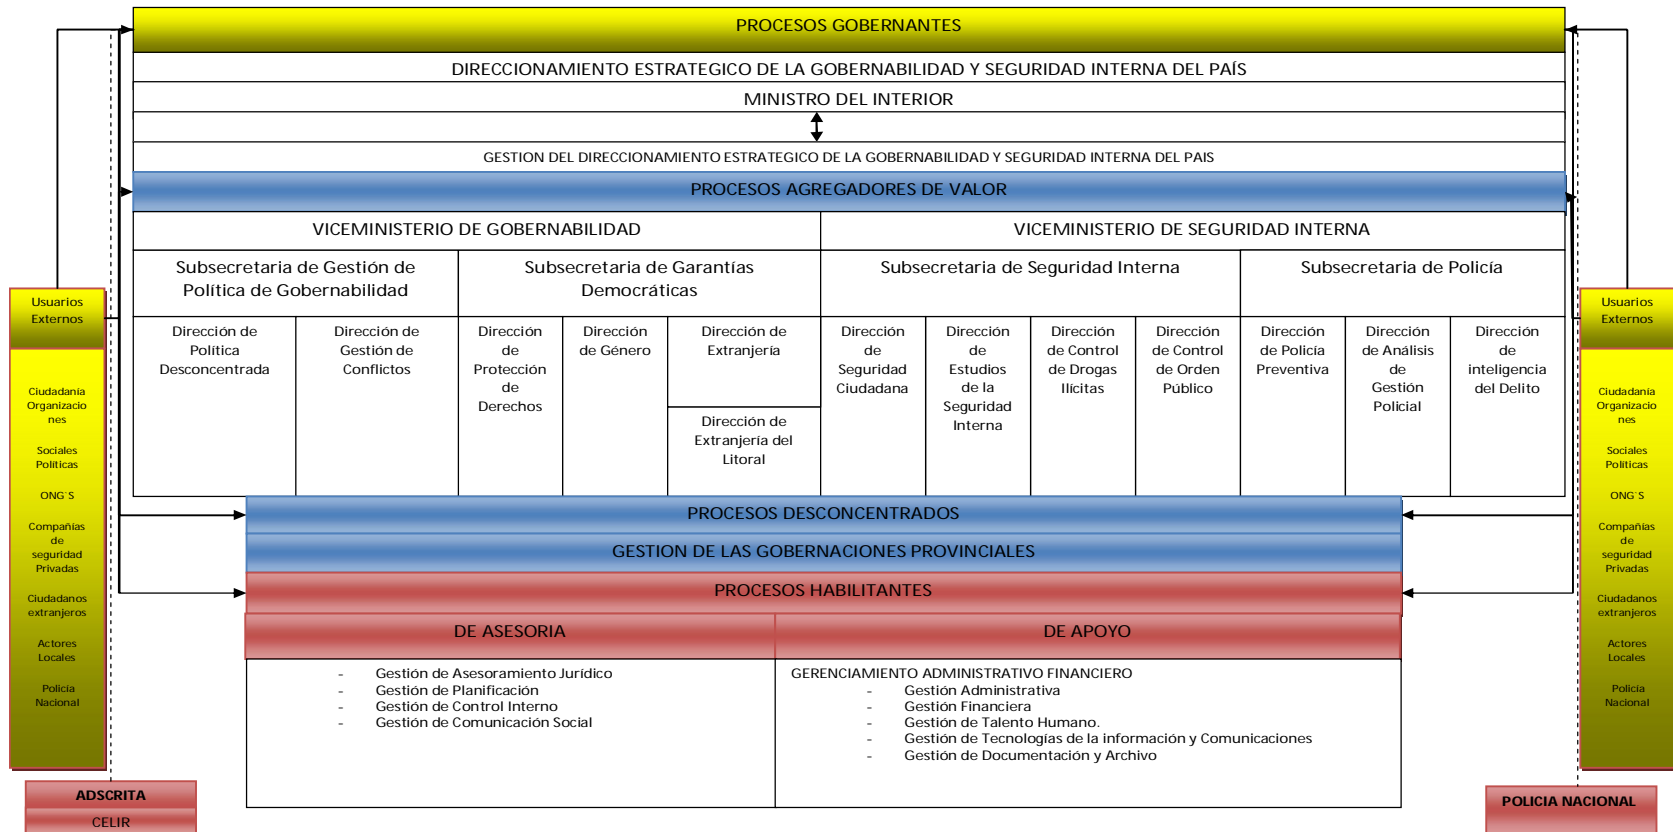 PROCESOS GOBERNANTES
DIRECCIONAMIENTO ESTRATEGICO DE LA GOBERNABILIDAD Y SEGURIDAD INTERNA DEL PAÍS
MINISTRO DEL INTERIOR
GESTION DEL DIRECCIONAMIENTO ESTRATEGICO DE LA GOBERNABILIDAD Y SEGURIDAD INTERNA DEL PAIS
PROCESOS AGREGADORES DE VALOR
VICEMINISTERIO DE GOBERNABILIDAD
VICEMINISTERIO DE SEGURIDAD INTERNA
Subsecretaria de Gestión de
Política de Gobernabilidad
Subsecretaria de Garantías
Democráticas
Subsecretaria de Seguridad Interna
Subsecretaria de Policía
Dirección de
Política
Desconcentrada
Dirección de
Gestión de
Conflictos
Dirección
de
Protección
de
Derechos
Dirección
de Género
Dirección de
Extranjería
Dirección de
Extranjería del
Litoral
Dirección
de
Seguridad
Ciudadana
Dirección
de
Estudios
de la
Seguridad
Interna
Dirección
de Control
de Drogas
Ilícitas
Dirección
de Control
de Orden
Público
Dirección
de Policía
Preventiva
Dirección
de Análisis
de
Gestión
Policial
Dirección
de
inteligencia
del Delito
Usuarios
Externos
Ciudadanía
Organizacio
nes
Sociales
Políticas
ONG`S
Compañías
de
seguridad
Privadas
Ciudadanos
extranjeros
Actores
Locales
Policía
Nacional
Usuarios
Externos
Ciudadanía
Organizacio
nes
Sociales
Políticas
ONG`S
Compañías
de
seguridad
Privadas
Ciudadanos
extranjeros
Actores
Locales
Policía
Nacional
PROCESOS DESCONCENTRADOS
GESTION DE LAS GOBERNACIONES PROVINCIALES
PROCESOS HABILITANTES
DE ASESORIA
DE APOYO
- Gestión de Asesoramiento Jurídico
- Gestión de Planificación
- Gestión de Control Interno
- Gestión de Comunicación Social
GERENCIAMIENTO ADMINISTRATIVO FINANCIERO
- Gestión Administrativa
- Gestión Financiera
- Gestión de Talento Humano.
- Gestión de Tecnologías de la información y Comunicaciones
- Gestión de Documentación y Archivo
ADSCRITA
CELIR
POLICIA NACIONAL